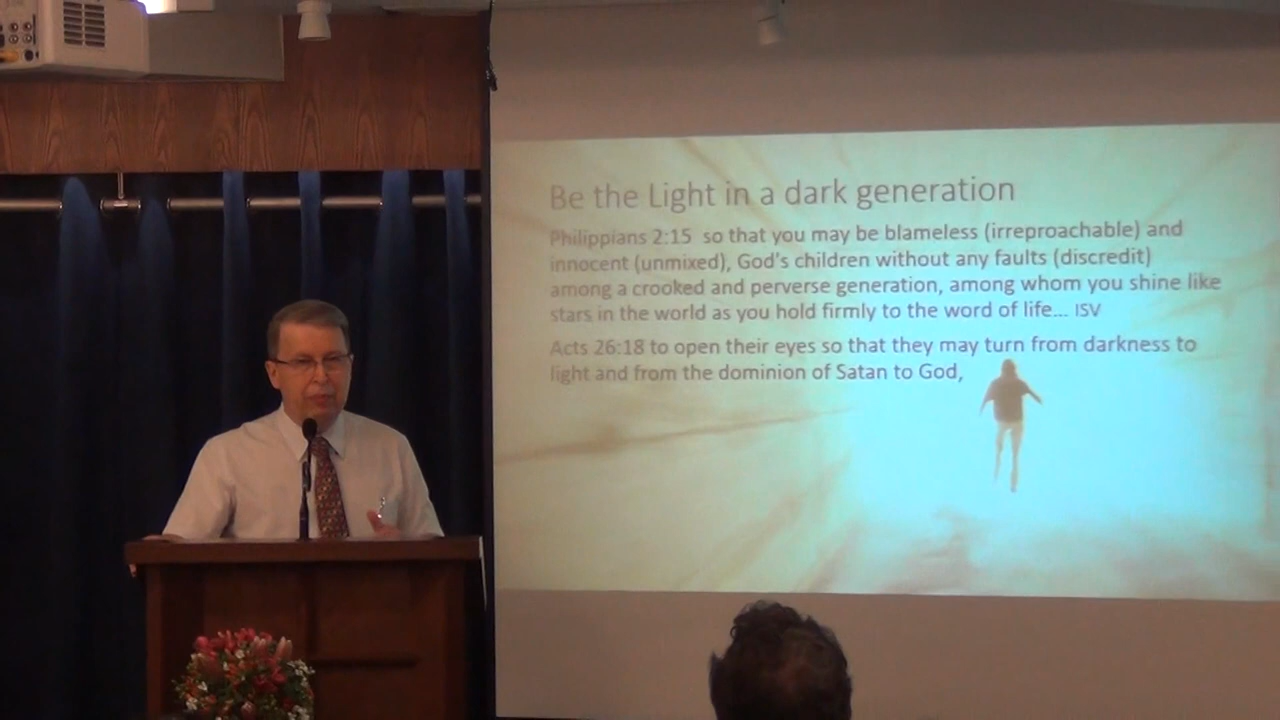 Be the Light in a dark generation
Philippians 2:15 so that you may be blameless (irreproachable) and
innocent (unmixed), God's children without any faults (discredit)
among a crooked and perverse generation, among whom you shine like
stars in the world as you hold firmly to the word of life... ISV
Acts 26:18 to open their eyes so that they may turn from darkness to
light and from the dominion of Satan to God,